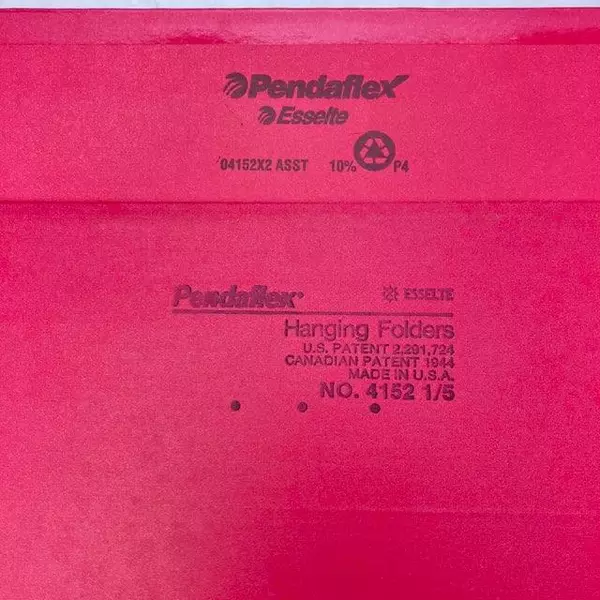 Pendaflex
Esselte
04152X2 ASST 10% P4
Pendaflex ESSELTE
Hanging Folders
U.S. PATENT 2,291,724
CANADIAN PATENT 1944
MADE IN U.S.A.
NO. 4152 1/5